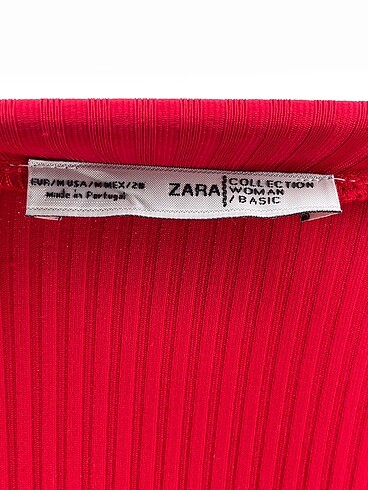 EUR/M USA/M MEX/28
Made in Portugal
ZARA
COLLECTION
WOMAN
/BASIC